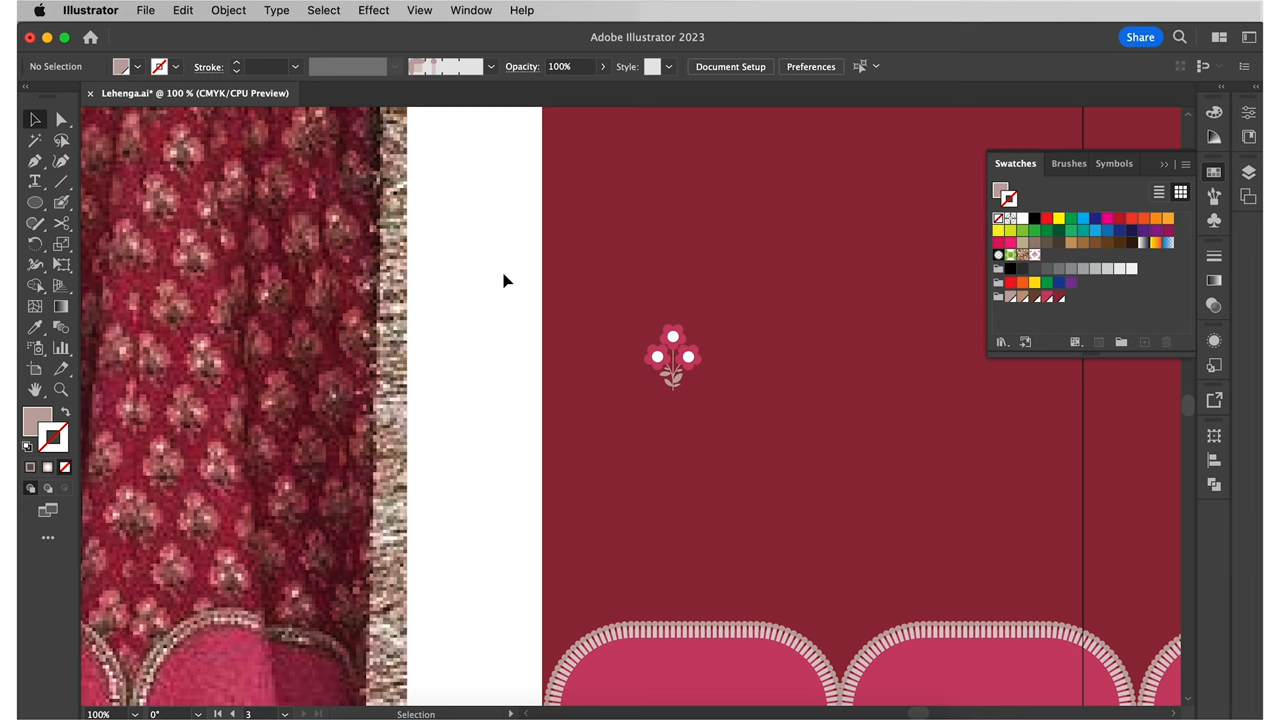 Illustrator File Edit Object Type Select Effect View Window Help
Adobe Illustrator 2023
Share
No Selection Stroke: Opacity: 100% Style: Document Setup Preferences
× Lehenga.ai* @ 100 % (CMYK/CPU Preview)
Swatches Brushes Symbols
100% 0° 3 Selection